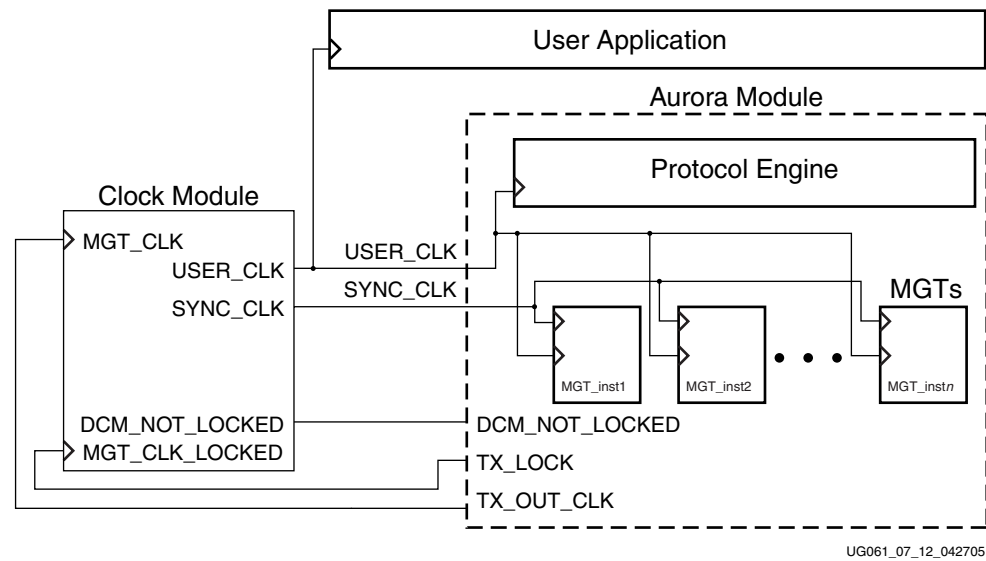 User Application
Aurora Module
Protocol Engine
Clock Module
MGT_CLK
USER_CLK
USER_CLK
SYNC_CLK
SYNC_CLK
MGTs
MGT_inst1
MGT_inst2
MGT_instn
DCM_NOT_LOCKED
DCM_NOT_LOCKED
MGT_CLK_LOCKED
TX_LOCK
TX_OUT_CLK
UG061_07_12_042705